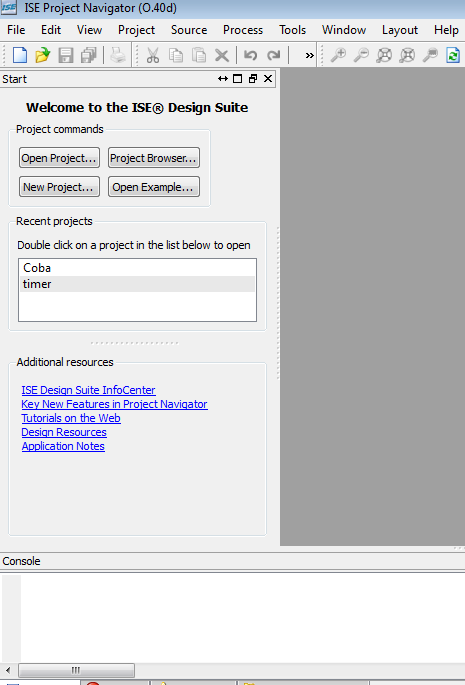 ISE Project Navigator (O.40d)
File Edit View Project Source Process Tools Window Layout Help
Start
Welcome to the ISE® Design Suite
Project commands
Open Project... Project Browser...
New Project... Open Example...
Recent projects
Double click on a project in the list below to open
Coba
timer
Additional resources
ISE Design Suite InfoCenter
Key New Features in Project Navigator
Tutorials on the Web
Design Resources
Application Notes
Console